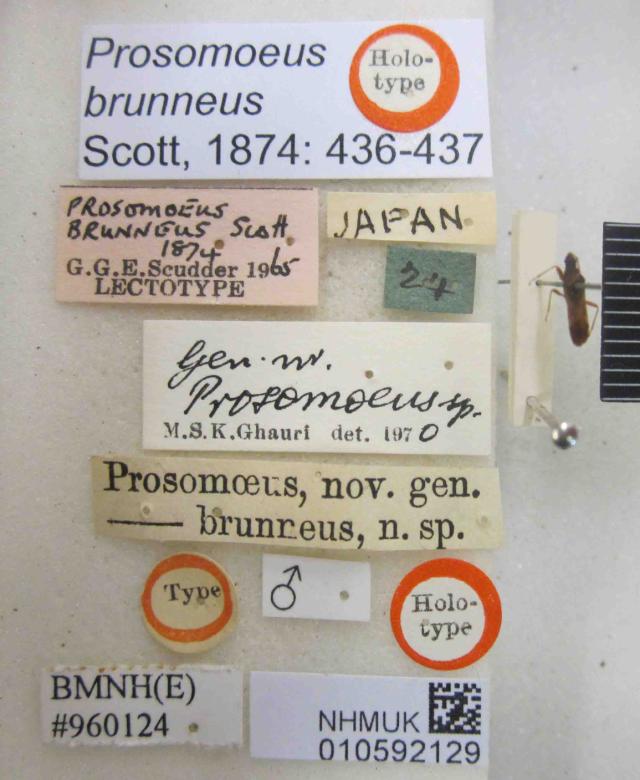 Prosomoeus
brunneus
Scott, 1874: 436-437
Holo-
type
PROSOMOEUS
BRUNNEUS Scott
1874
G.G.E.Scudder 1965
LECTOTYPE
JAPAN
24
Gen. nr.
Prosomoeus sp.
M.S.K.Ghauri det. 1970
Prosomœus, nov. gen.
—— brunneus, n. sp.
Type
♂
Holo-
type
BMNH(E)
#960124
NHMUK
010592129